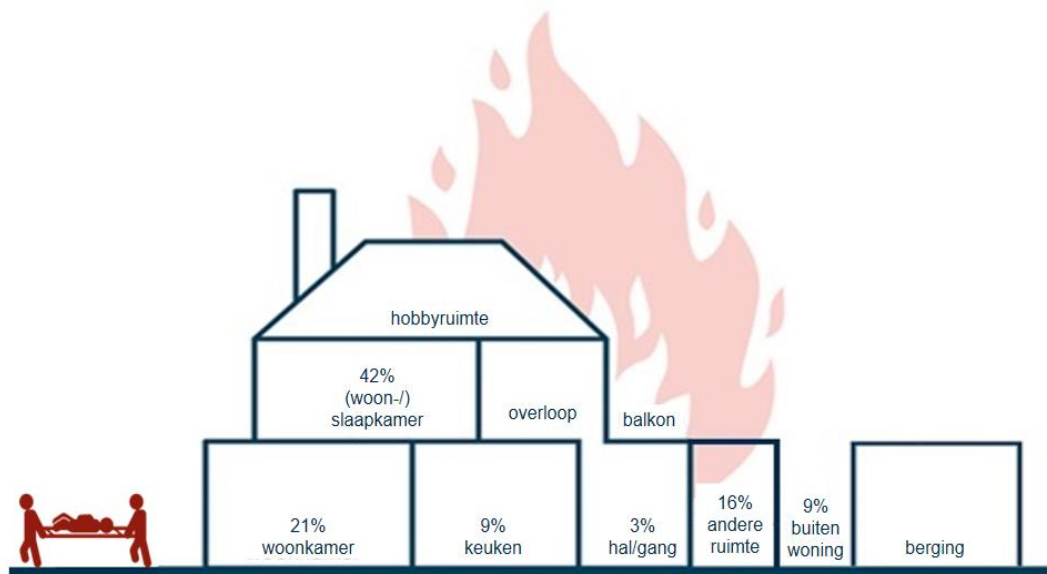 hobbyruimte
42%
(woon-/)
slaapkamer
overloop
balkon
21%
woonkamer
9%
keuken
3%
hal/gang
16%
andere
ruimte
9%
buiten
woning
berging